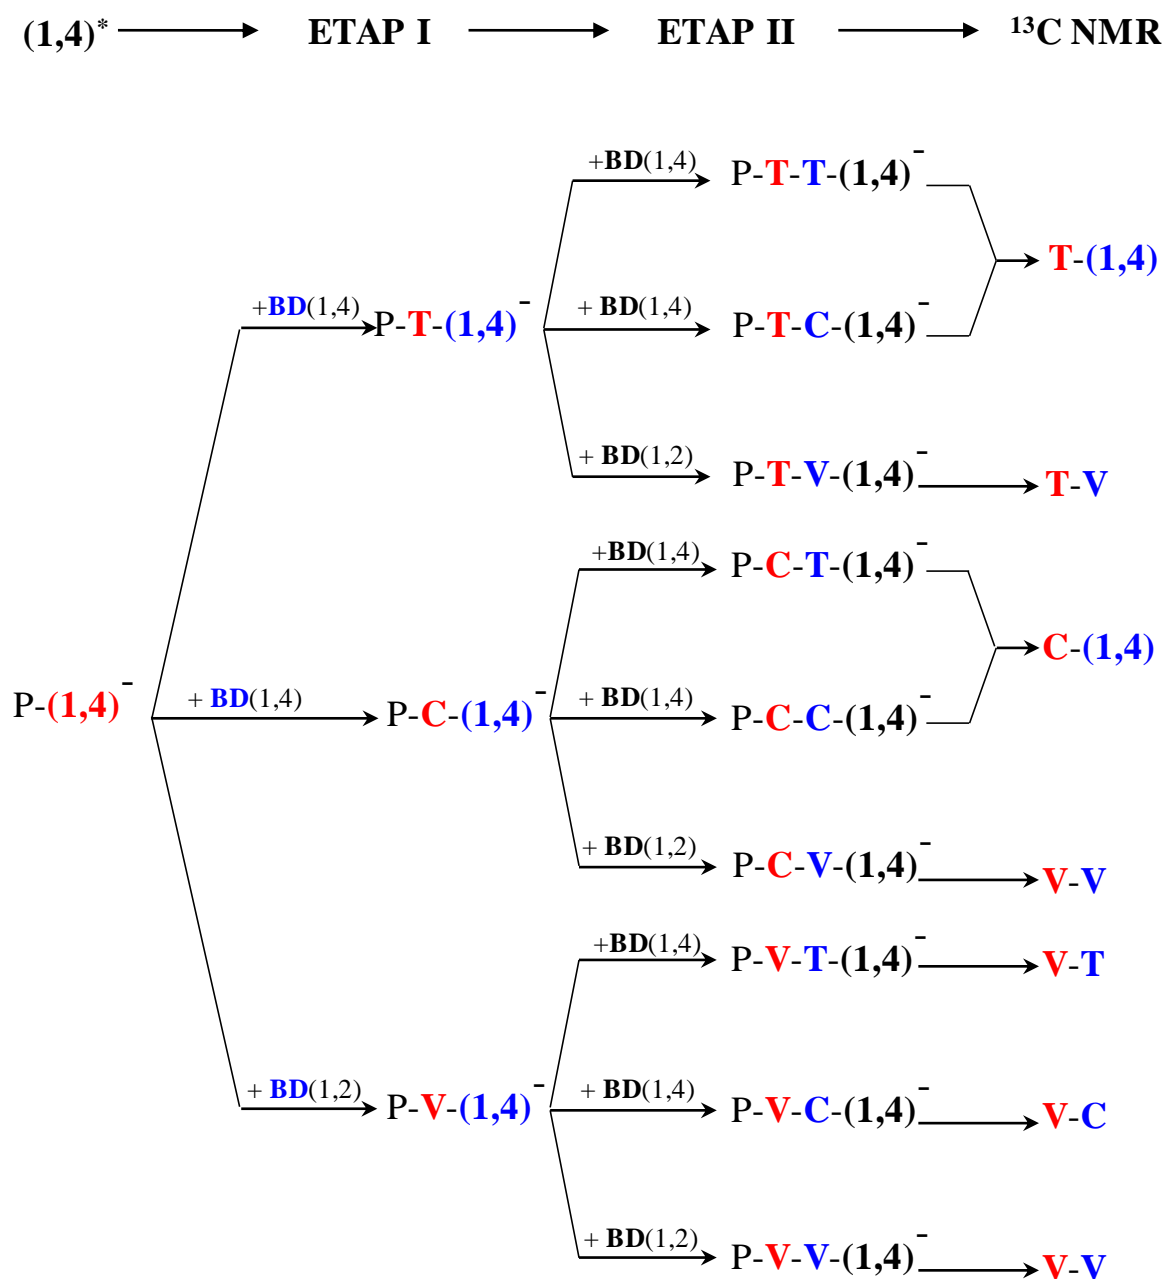 (1,4)* ETAP I ETAP II ¹³C NMR
+BD(1,4) P-T-T-(1,4)⁻
T-(1,4)
+BD(1,4) P-T-(1,4)⁻ + BD(1,4) P-T-C-(1,4)⁻
+ BD(1,2) P-T-V-(1,4)⁻ T-V
+BD(1,4) P-C-T-(1,4)⁻
C-(1,4)
P-(1,4)⁻ + BD(1,4) P-C-(1,4)⁻ + BD(1,4) P-C-C-(1,4)⁻
+ BD(1,2) P-C-V-(1,4)⁻ V-V
+BD(1,4) P-V-T-(1,4)⁻ V-T
+ BD(1,2) P-V-(1,4)⁻ + BD(1,4) P-V-C-(1,4)⁻ V-C
+ BD(1,2) P-V-V-(1,4)⁻ V-V